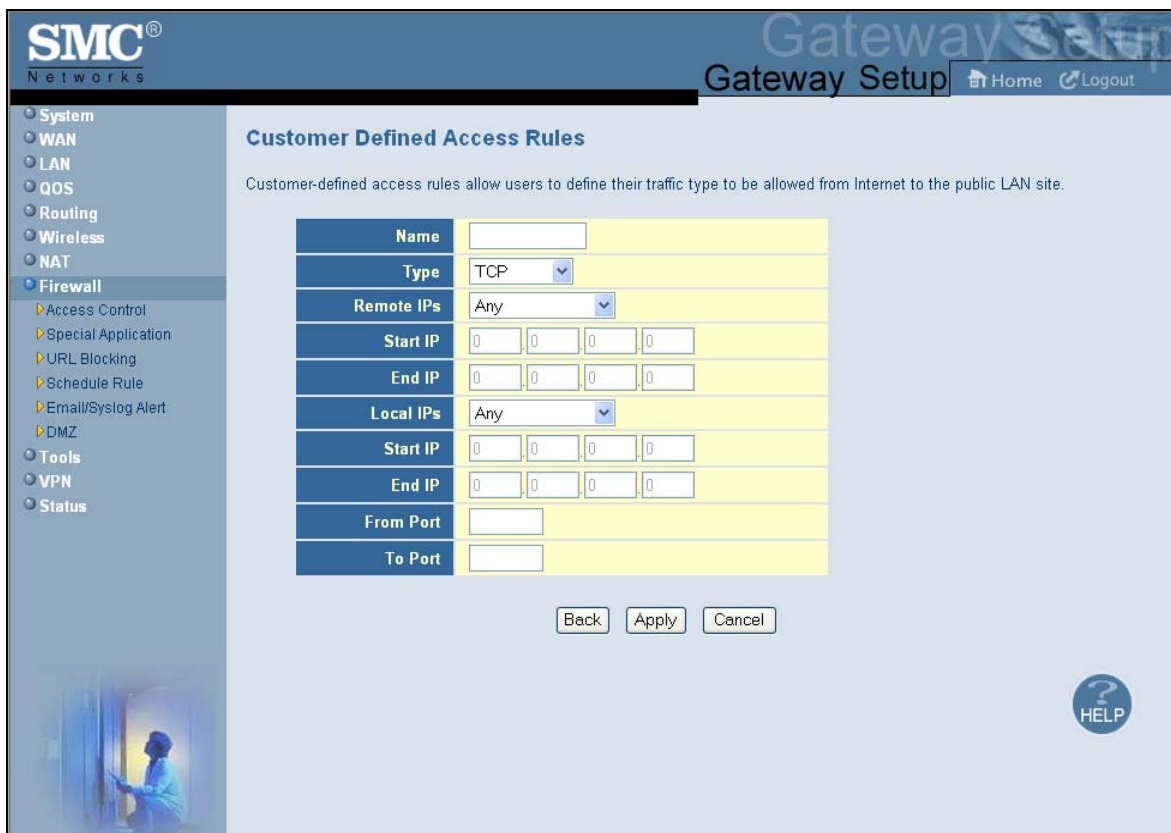 SMC®
Networks
Gateway Setup
Gateway Setup
Home
Logout
System
WAN
LAN
QOS
Routing
Wireless
NAT
Firewall
Access Control
Special Application
URL Blocking
Schedule Rule
Email/Syslog Alert
DMZ
Tools
VPN
Status
Customer Defined Access Rules
Customer-defined access rules allow users to define their traffic type to be allowed from Internet to the public LAN site.
Name
Type TCP
Remote IPs Any
Start IP 0 . 0 . 0 . 0
End IP 0 . 0 . 0 . 0
Local IPs Any
Start IP 0 . 0 . 0 . 0
End IP 0 . 0 . 0 . 0
From Port
To Port
Back Apply Cancel
?
HELP